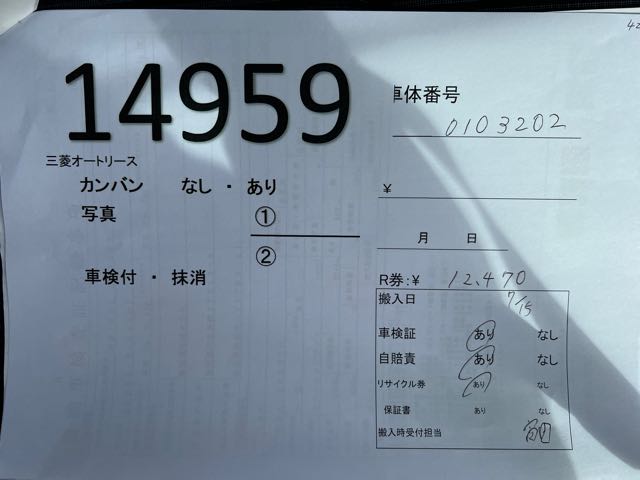 42
14959
車体番号
0103202
三菱オートリース
カンバン なし ・ あり
¥
写真 ①
②
月 日
車検付 ・ 抹消
R券:¥ 12,470
搬入日 7/15
車検証 あり なし
自賠責 あり なし
リサイクル券 あり なし
保証書 あり なし
搬入時受付担当